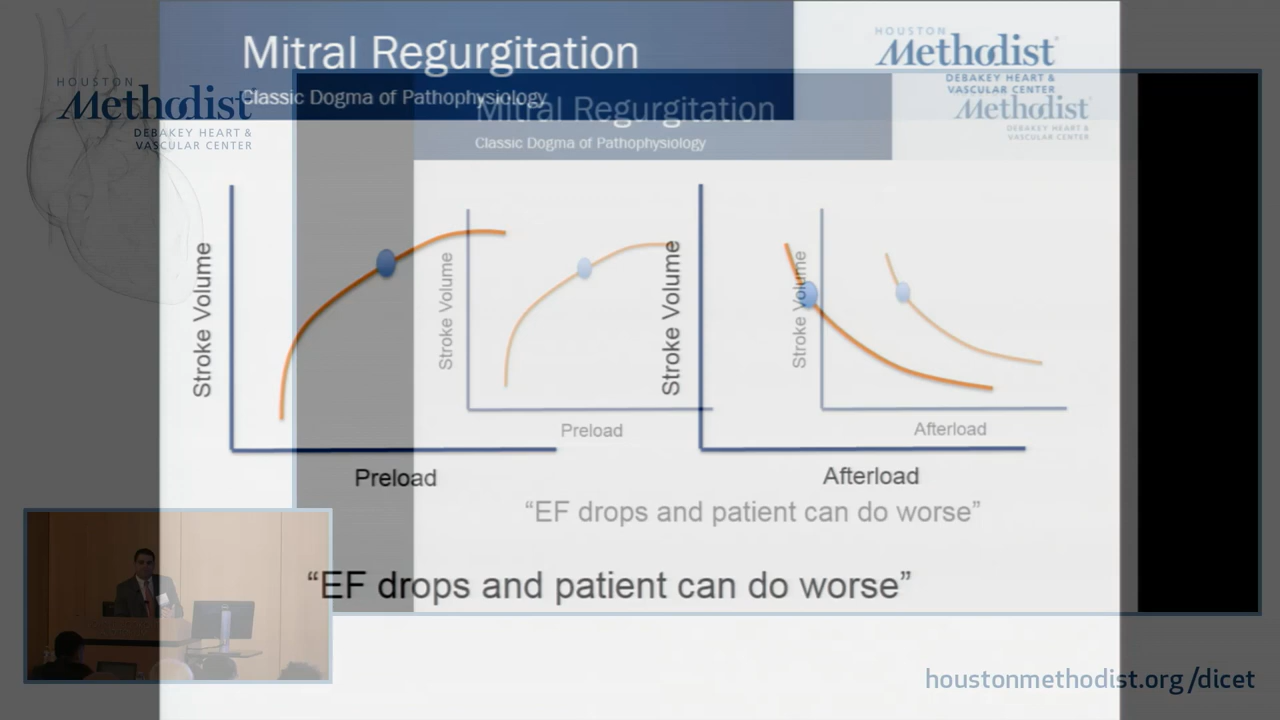 Mitral Regurgitation
Classic Dogma of Pathophysiology
HOUSTON
Methodist
DEBAKEY HEART &
VASCULAR CENTER
HOUSTON
Methodist
DEBAKEY HEART &
VASCULAR CENTER
Mitral Regurgitation
Classic Dogma of Pathophysiology
Methodist
DEBAKEY HEART &
VASCULAR CENTER
Stroke Volume
Preload
Stroke Volume
Afterload
Stroke Volume
Preload
Stroke Volume
Afterload
“EF drops and patient can do worse”
“EF drops and patient can do worse”
houstonmethodist.org/dicet